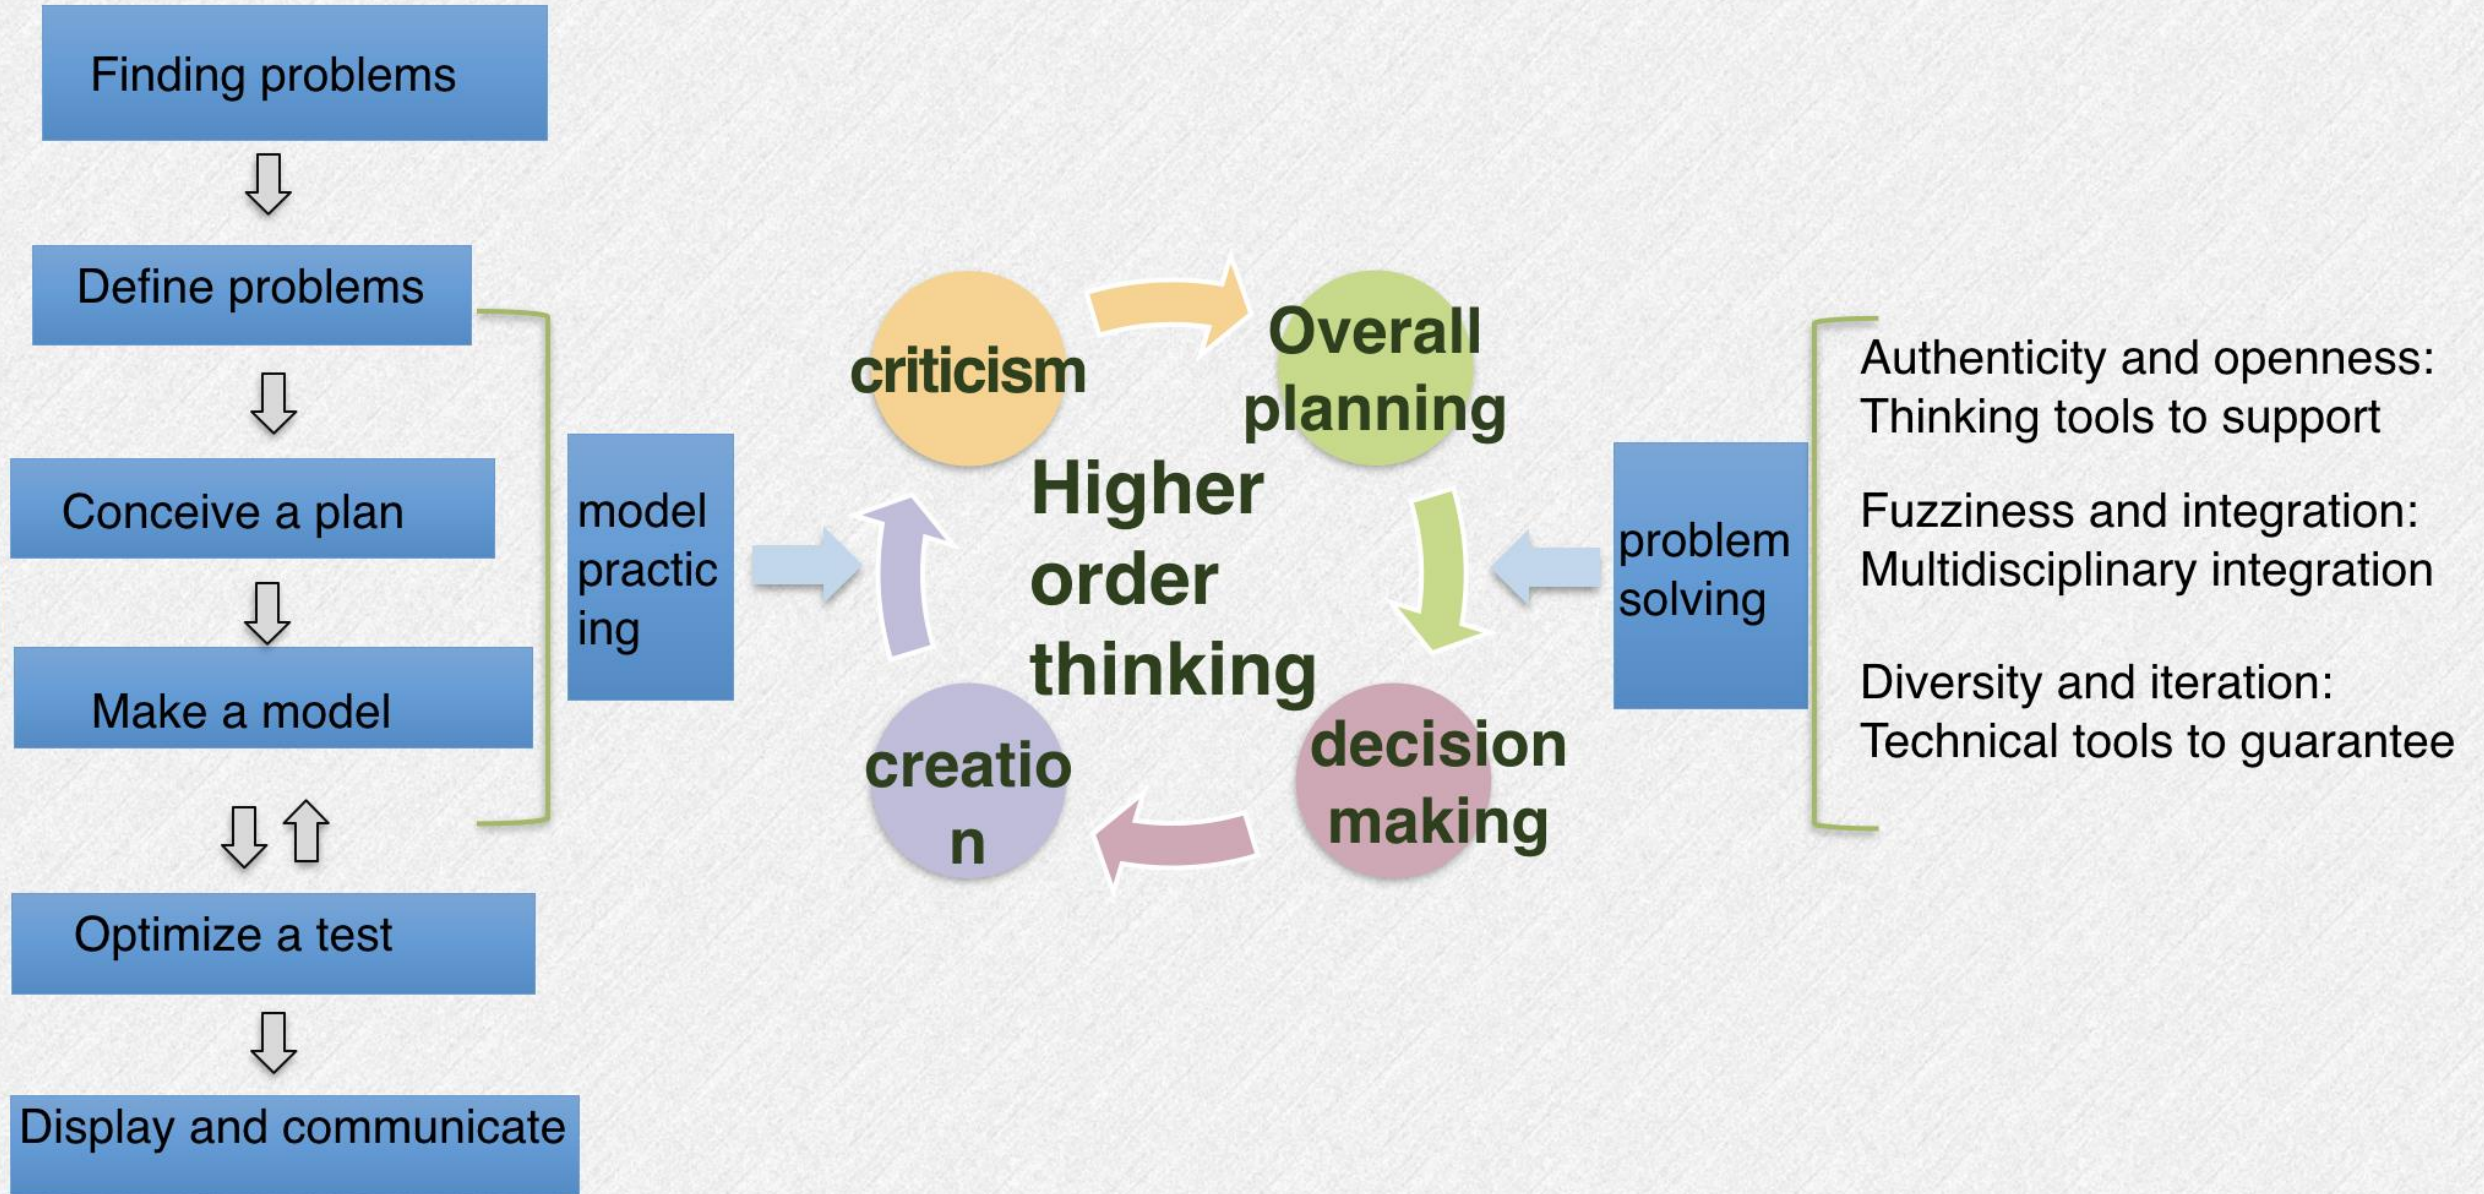 Finding problems
Define problems
Conceive a plan
Make a model
Optimize a test
Display and communicate
model
practic
ing
criticism
Overall
planning
Higher
order
thinking
creatio
n
decision
making
problem
solving
Authenticity and openness:
Thinking tools to support
Fuzziness and integration:
Multidisciplinary integration
Diversity and iteration:
Technical tools to guarantee